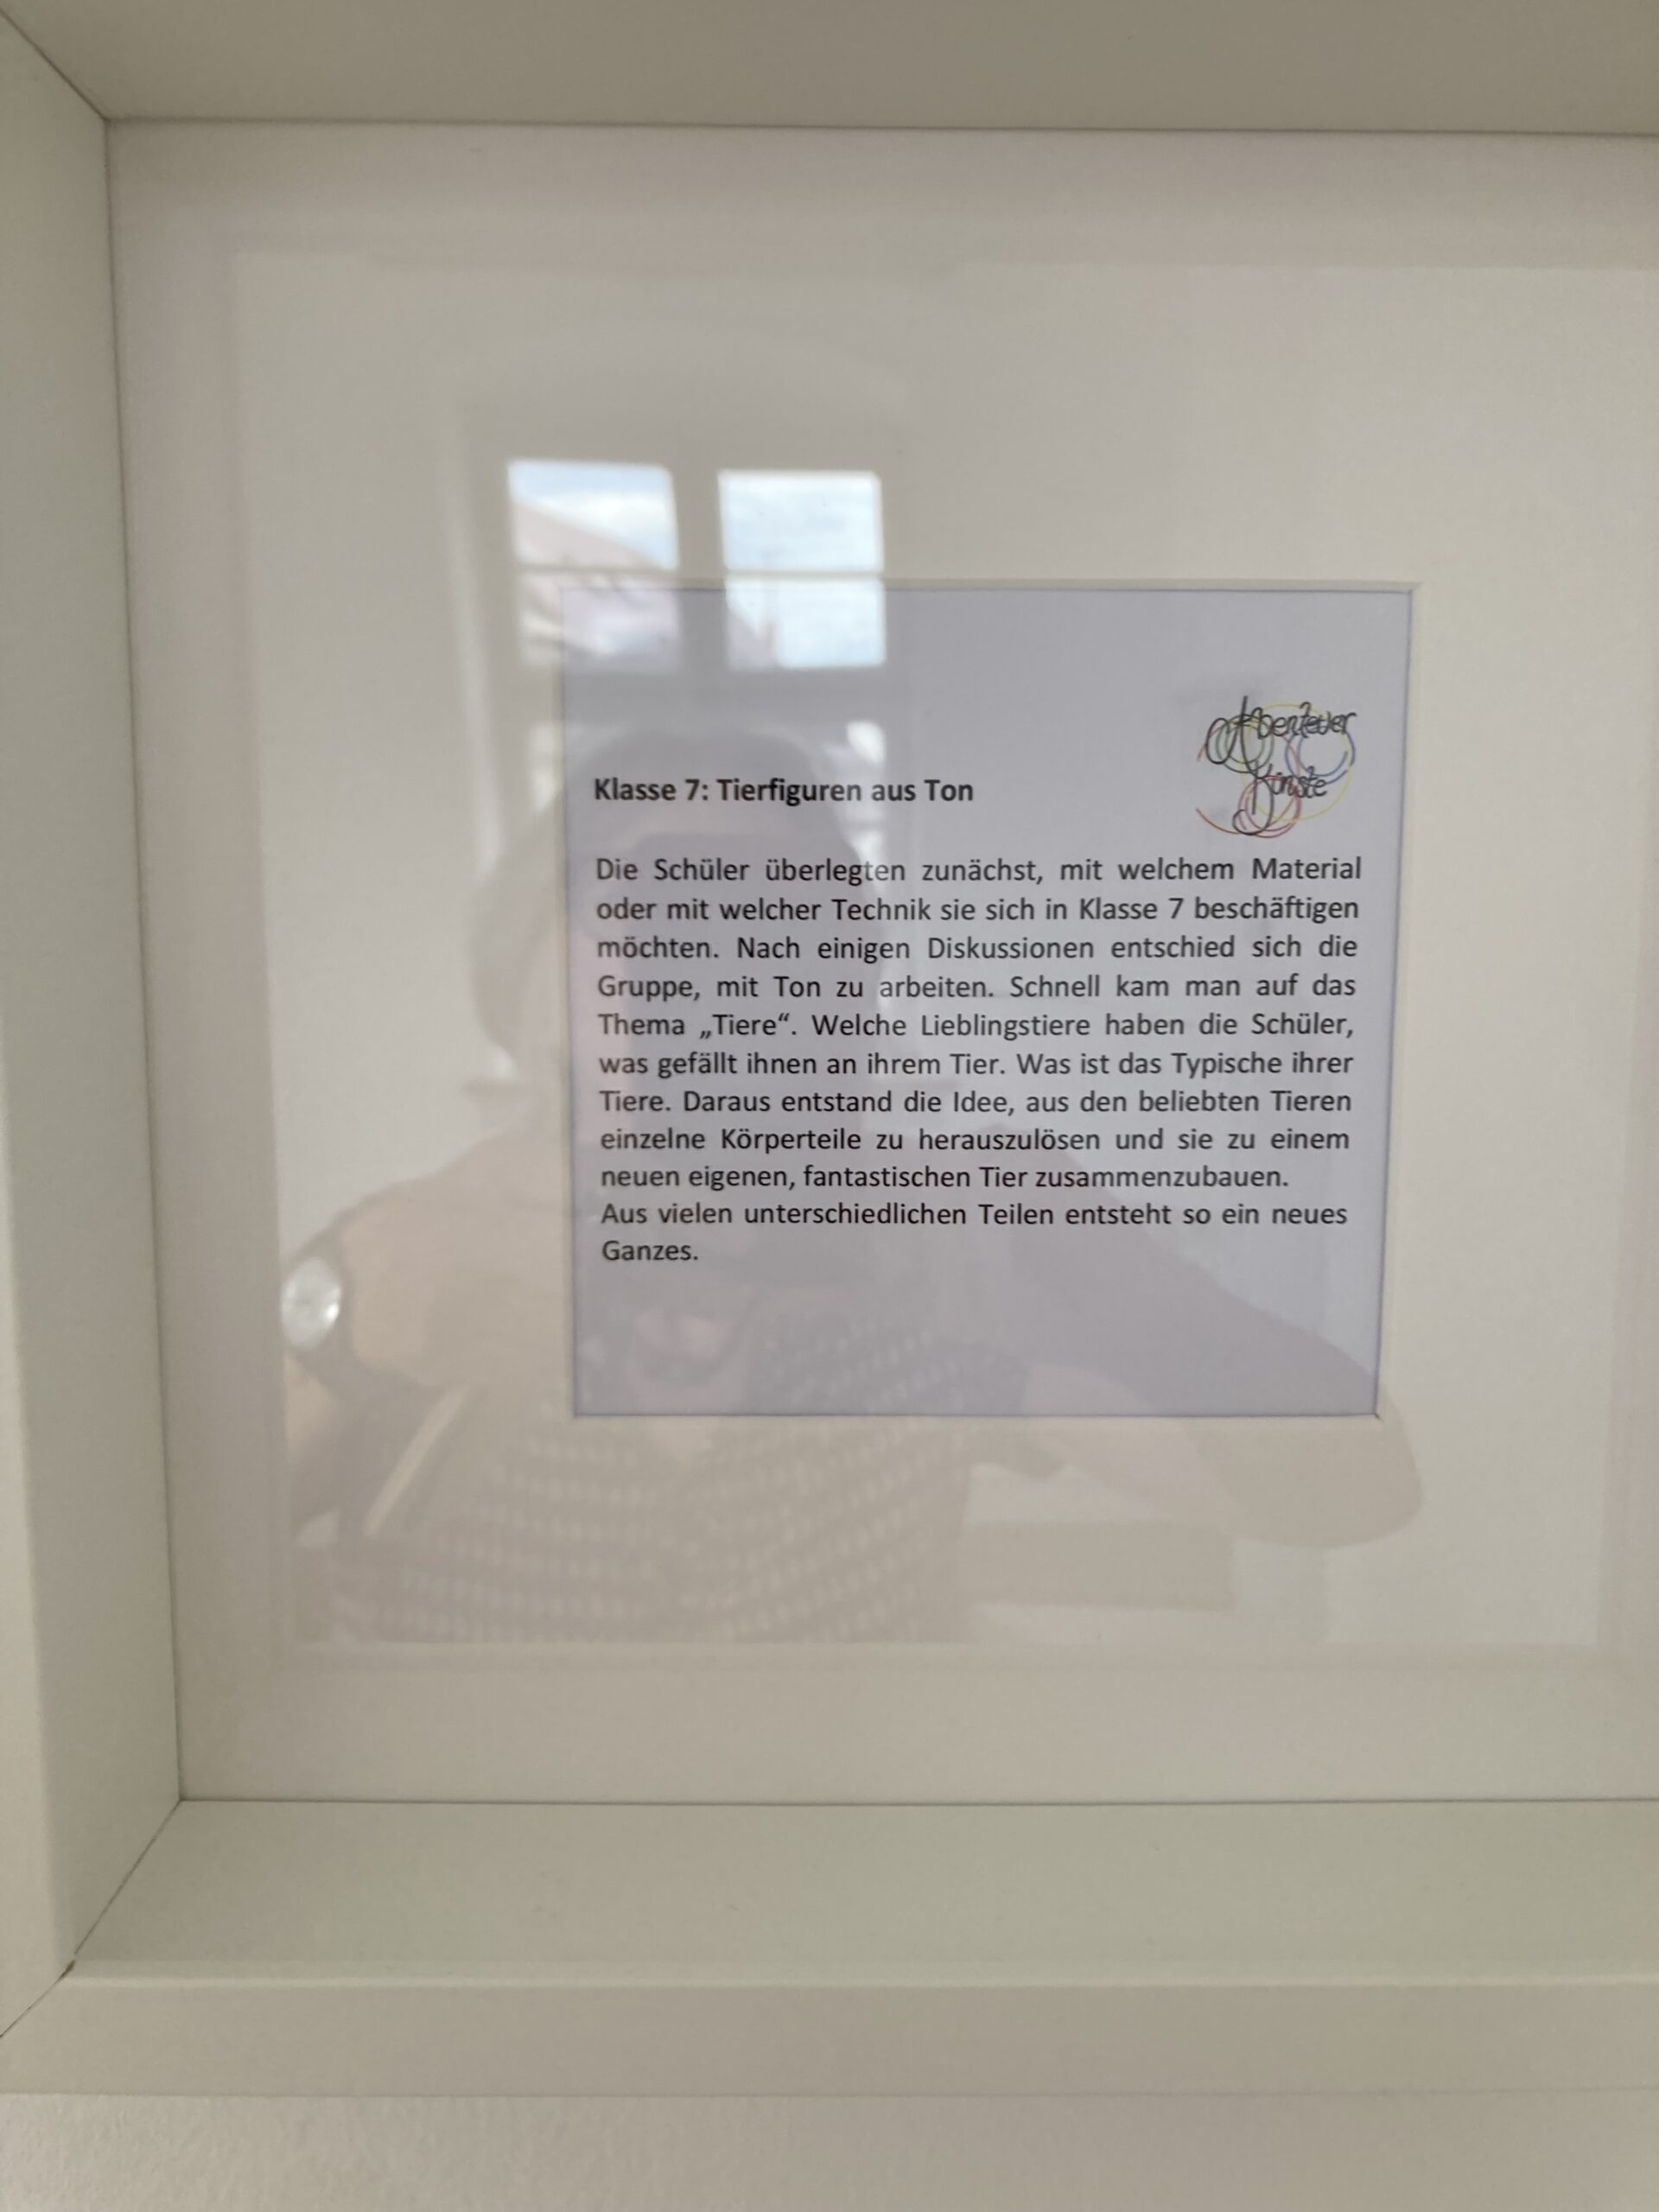 Abenteuer
Künste
Klasse 7: Tierfiguren aus Ton
Die Schüler überlegten zunächst, mit welchem Material
oder mit welcher Technik sie sich in Klasse 7 beschäftigen
möchten. Nach einigen Diskussionen entschied sich die
Gruppe, mit Ton zu arbeiten. Schnell kam man auf das
Thema „Tiere“. Welche Lieblingstiere haben die Schüler,
was gefällt ihnen an ihrem Tier. Was ist das Typische ihrer
Tiere. Daraus entstand die Idee, aus den beliebten Tieren
einzelne Körperteile zu herauszulösen und sie zu einem
neuen eigenen, fantastischen Tier zusammenzubauen.
Aus vielen unterschiedlichen Teilen entsteht so ein neues
Ganzes.